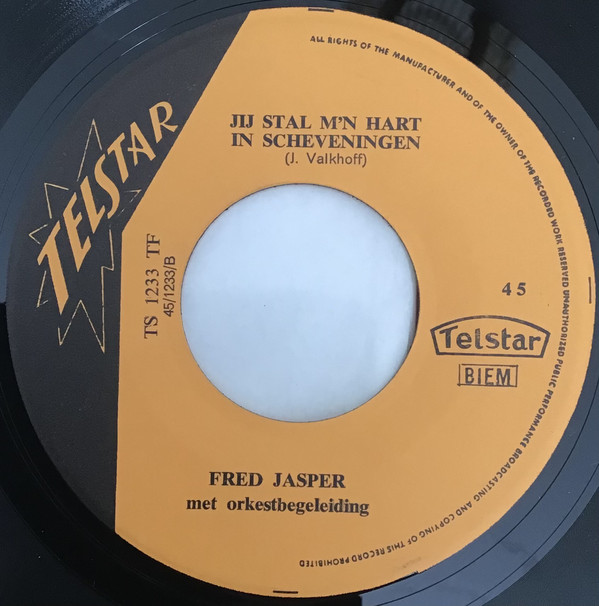 TELSTAR
ALL RIGHTS OF THE MANUFACTURER AND OF THE OWNER OF THE RECORDED WORK RESERVED UNAUTHORIZED PUBLIC PERFORMANCE BROADCASTING AND COPYING OF THIS RECORD PROHIBITED
JIJ STAL M'N HART
IN SCHEVENINGEN
(J. Valkhoff)
TS 1233 TF
45/1233/B
45
Telstar
BIEM
FRED JASPER
met orkestbegeleiding